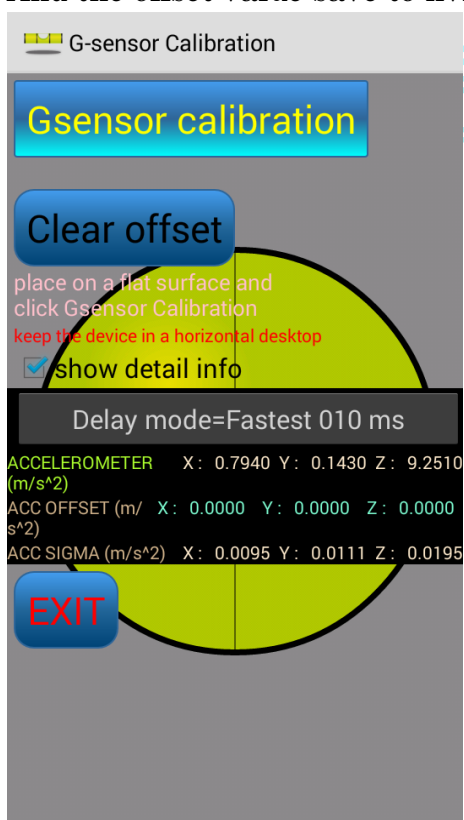 G-sensor Calibration
Gsensor calibration
Clear offset
place on a flat surface and
click Gsensor Calibration
keep the device in a horizontal desktop
show detail info
Delay mode=Fastest 010 ms
ACCELEROMETER X : 0.7940 Y : 0.1430 Z : 9.2510
(m/s^2)
ACC OFFSET (m/ X : 0.0000 Y : 0.0000 Z : 0.0000
s^2)
ACC SIGMA (m/s^2) X : 0.0095 Y : 0.0111 Z : 0.0195
EXIT